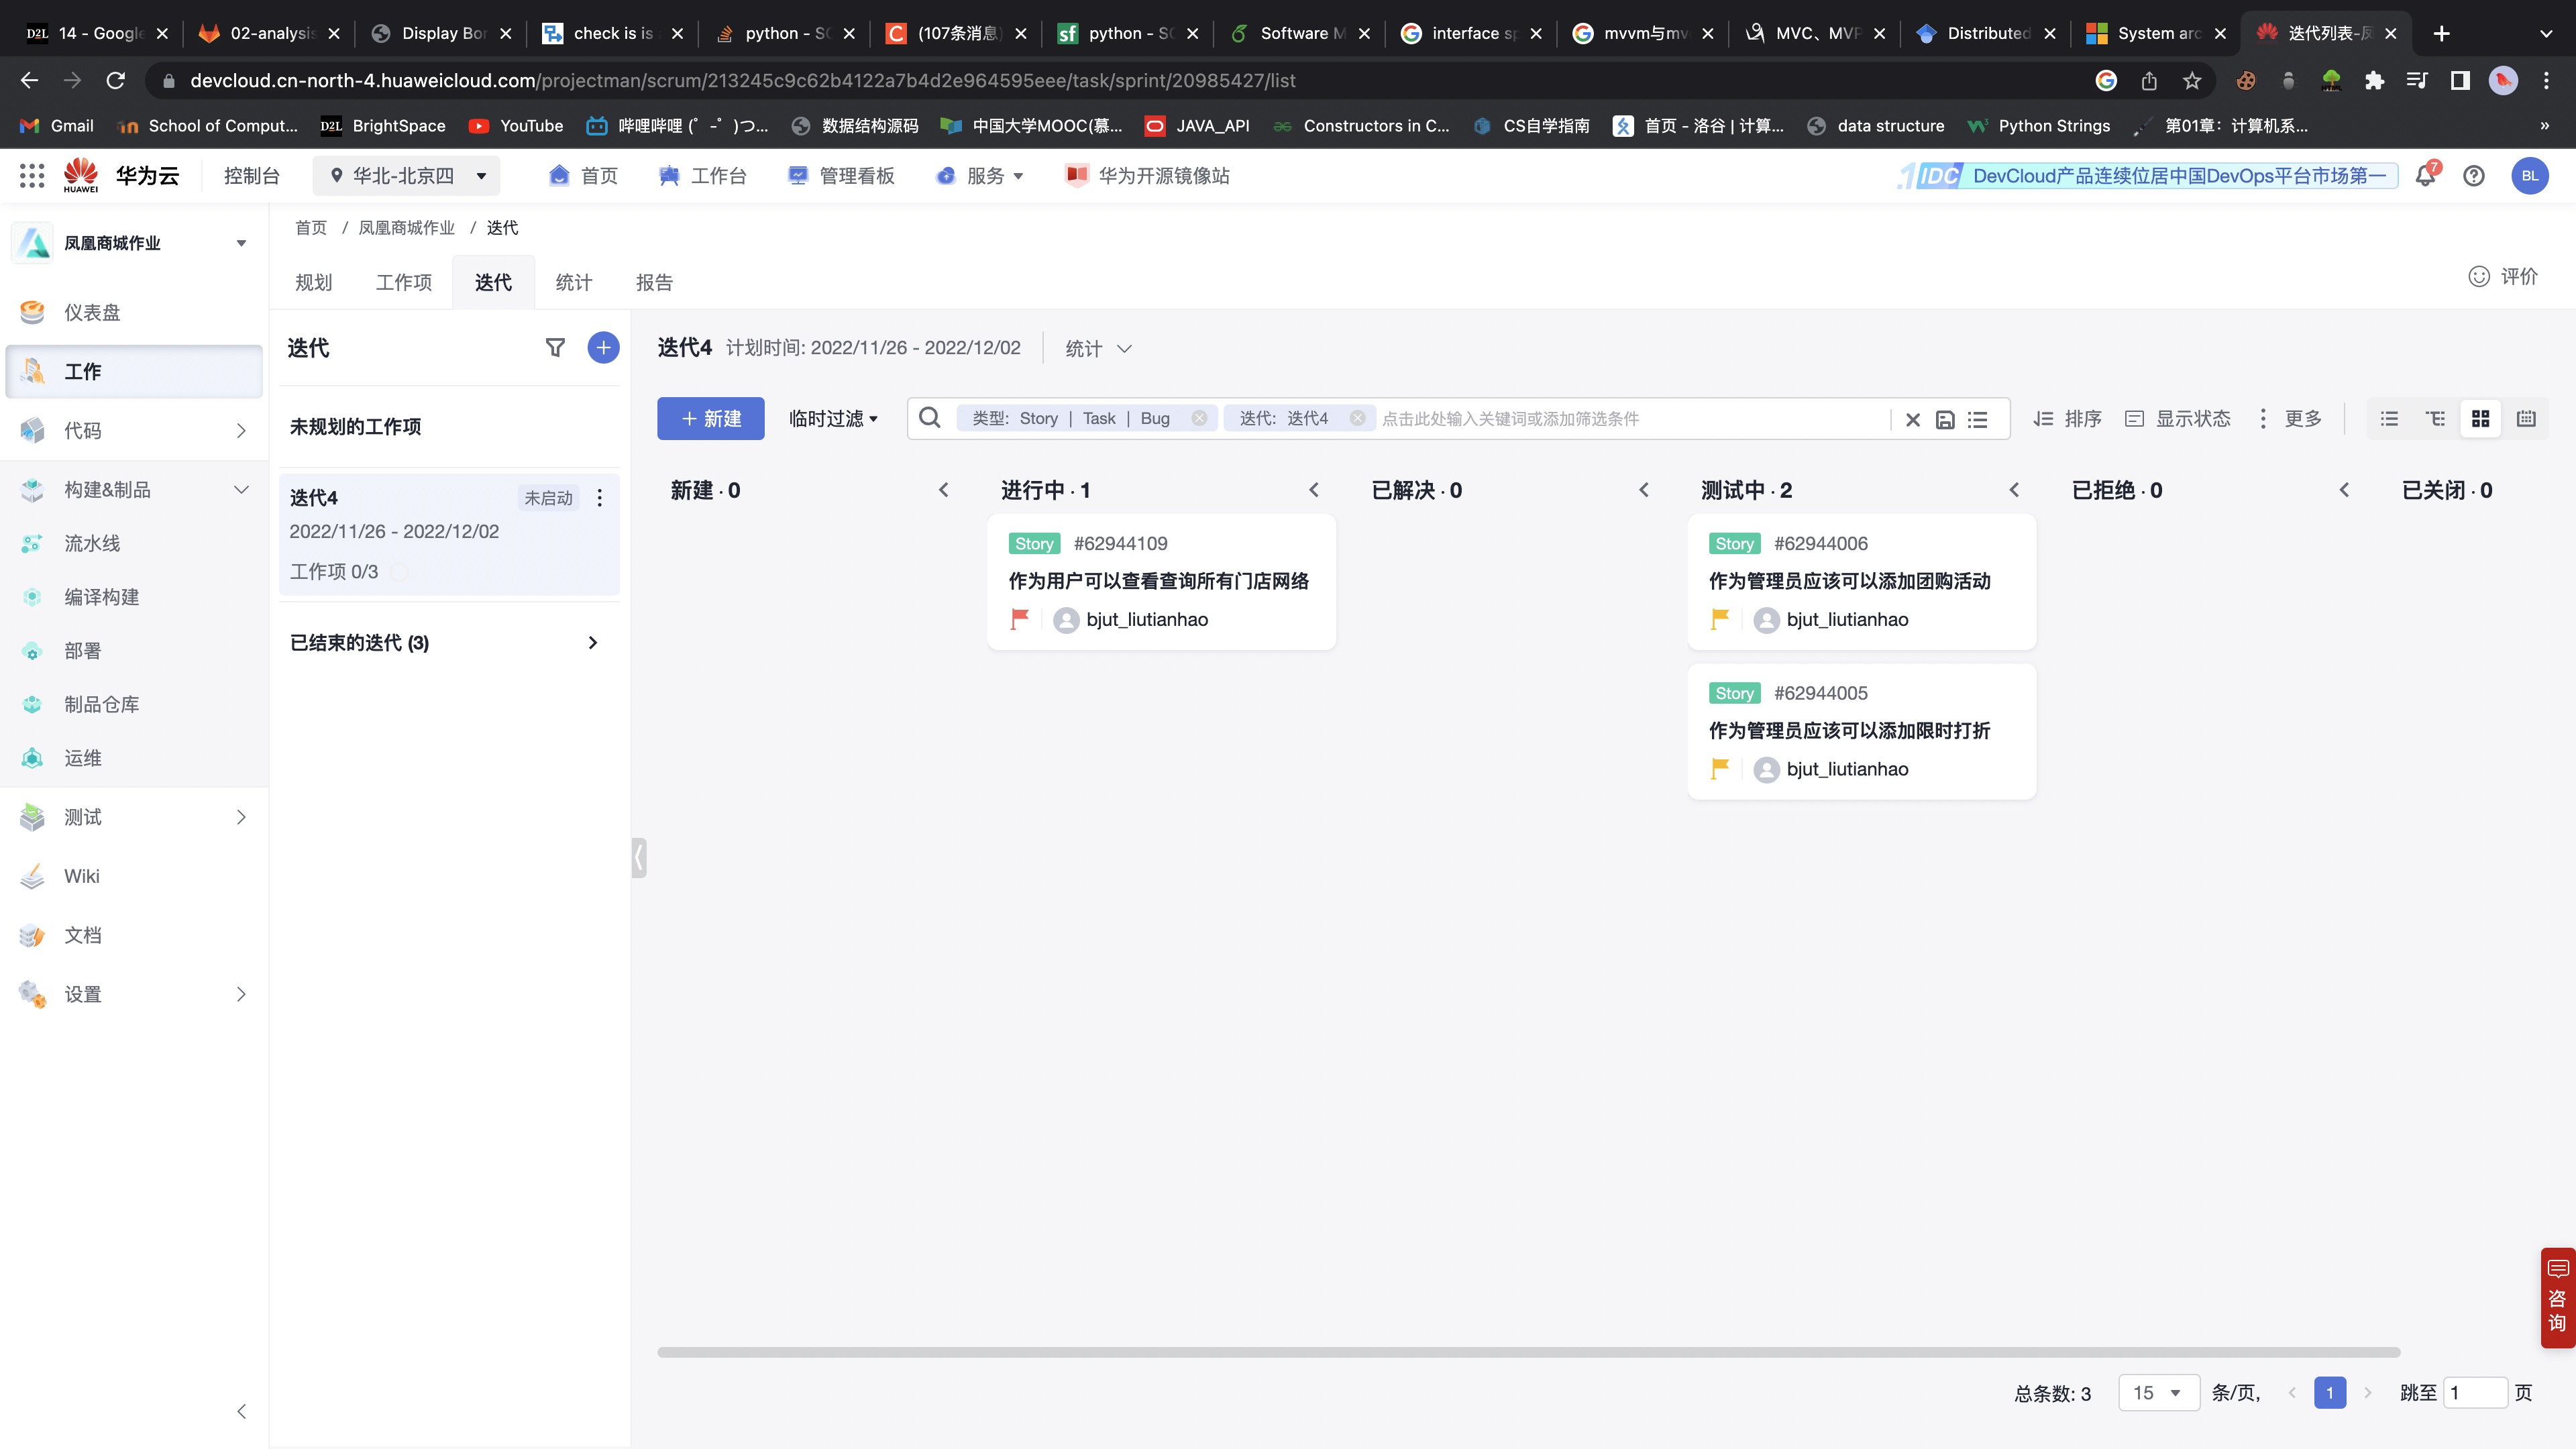 14 - Google
02-analysis
Display Bor
check is is
python - SO
(107条消息)
python - SO
Software M
interface sp
mvvm与mv
MVC、MVP
Distributed
System arc
迭代列表-凤
devcloud.cn-north-4.huaweicloud.com/projectman/scrum/213245c9c62b4122a7b4d2e964595eee/task/sprint/20985427/list
Gmail
School of Comput...
D2L BrightSpace
YouTube
哔哩哔哩 (゜-゜)つ...
数据结构源码
中国大学MOOC(慕...
JAVA_API
Constructors in C...
CS自学指南
首页 - 洛谷 | 计算...
data structure
Python Strings
第01章：计算机系...
»
HUAWEI
华为云
控制台
华北-北京四
首页
工作台
管理看板
服务
华为开源镜像站
1 IDC DevCloud产品连续位居中国DevOps平台市场第一
7
BL
凤凰商城作业
首页 / 凤凰商城作业 / 迭代
规划
工作项
迭代
统计
报告
评价
仪表盘
工作
代码
构建&制品
流水线
编译构建
部署
制品仓库
运维
测试
Wiki
文档
设置
迭代
未规划的工作项
迭代4
未启动
2022/11/26 - 2022/12/02
工作项 0/3
已结束的迭代 (3)
迭代4 计划时间: 2022/11/26 - 2022/12/02
统计
新建
临时过滤
类型: Story | Task | Bug
迭代: 迭代4
点击此处输入关键词或添加筛选条件
排序
显示状态
更多
新建 · 0
进行中 · 1
已解决 · 0
测试中 · 2
已拒绝 · 0
已关闭 · 0
Story #62944109
作为用户可以查看查询所有门店网络
bjut_liutianhao
Story #62944006
作为管理员应该可以添加团购活动
bjut_liutianhao
Story #62944005
作为管理员应该可以添加限时打折
bjut_liutianhao
咨询
总条数: 3
15
条/页,
1
跳至 1 页